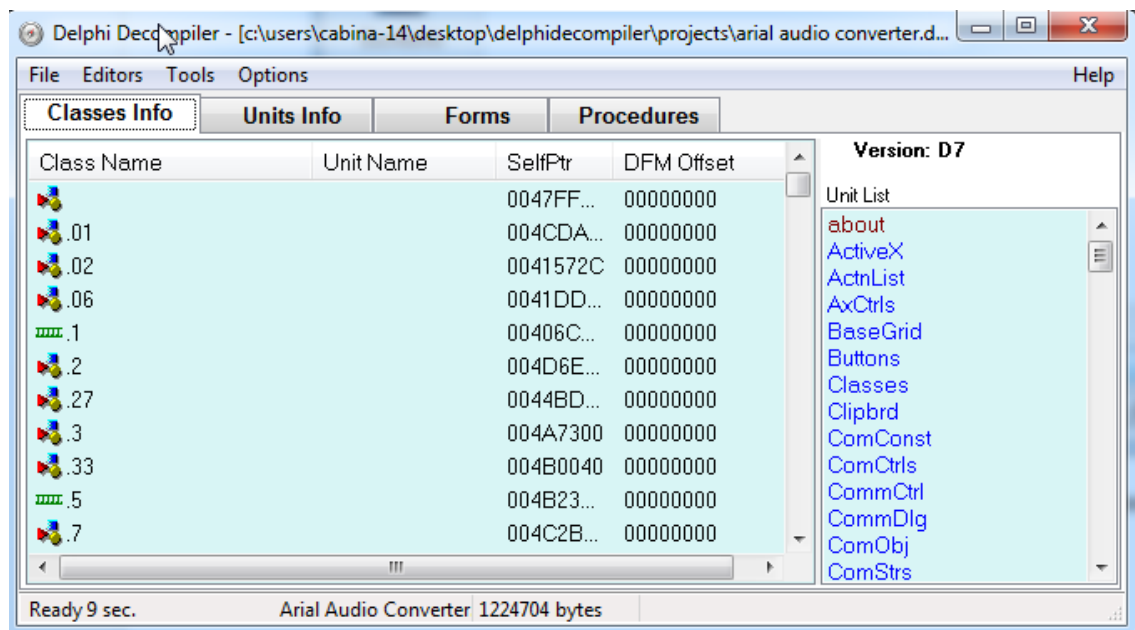 Delphi Decompiler - [c:\users\cabina-14\desktop\delphidecompiler\projects\arial audio converter.d...
File Editors Tools Options Help
Classes Info Units Info Forms Procedures
Class Name Unit Name SelfPtr DFM Offset
0047FF... 00000000
.01 004CDA... 00000000
.02 0041572C 00000000
.06 0041DD... 00000000
.1 00406C... 00000000
.2 004D6E... 00000000
.27 0044BD... 00000000
.3 004A7300 00000000
.33 004B0040 00000000
.5 004B23... 00000000
.7 004C2B... 00000000
Version: D7
Unit List
about
ActiveX
ActnList
AxCtrls
BaseGrid
Buttons
Classes
Clipbrd
ComConst
ComCtrls
CommCtrl
CommDlg
ComObj
ComStrs
Ready 9 sec. Arial Audio Converter 1224704 bytes